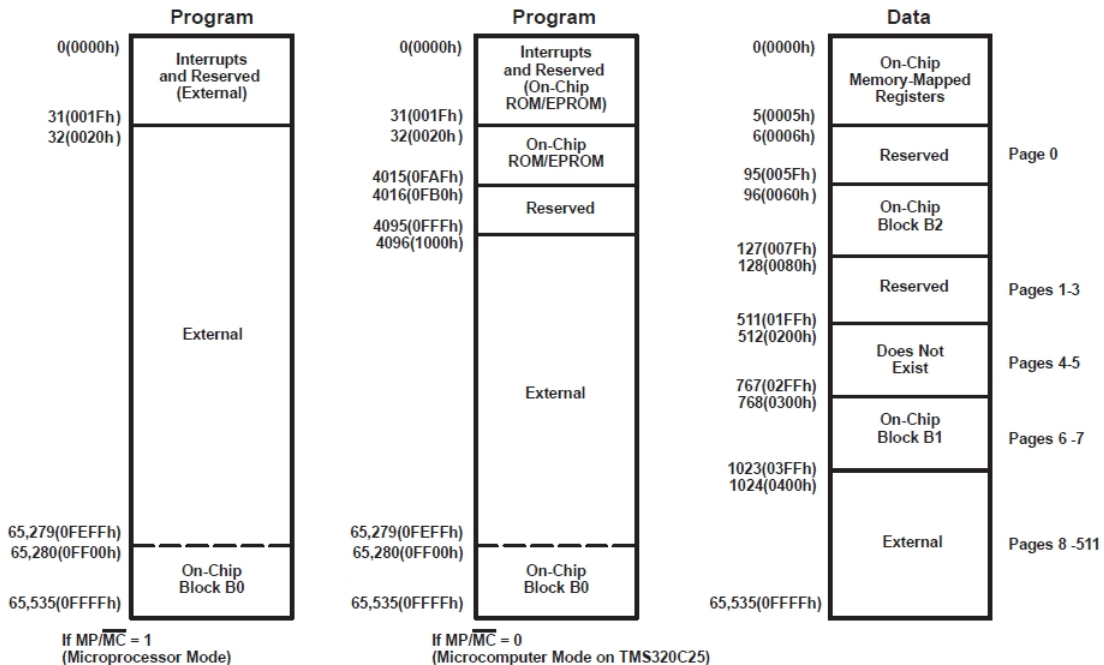 Program
0(0000h)
Interrupts
and Reserved
(External)
31(001Fh)
32(0020h)
External
65,279(0FEFFh)
65,280(0FF00h)
On-Chip
Block B0
65,535(0FFFFh)
If MP/MC = 1
(Microprocessor Mode)
Program
0(0000h)
Interrupts
and Reserved
(On-Chip
ROM/EPROM)
31(001Fh)
32(0020h)
On-Chip
ROM/EPROM
4015(0FAFh)
4016(0FB0h)
Reserved
4095(0FFFh)
4096(1000h)
External
65,279(0FEFFh)
65,280(0FF00h)
On-Chip
Block B0
65,535(0FFFFh)
If MP/MC = 0
(Microcomputer Mode on TMS320C25)
Data
0(0000h)
On-Chip
Memory-Mapped
Registers
5(0005h)
6(0006h)
Reserved
Page 0
95(005Fh)
96(0060h)
On-Chip
Block B2
127(007Fh)
128(0080h)
Reserved
Pages 1-3
511(01FFh)
512(0200h)
Does Not
Exist
Pages 4-5
767(02FFh)
768(0300h)
On-Chip
Block B1
Pages 6 -7
1023(03FFh)
1024(0400h)
External
Pages 8 -511
65,535(0FFFFh)